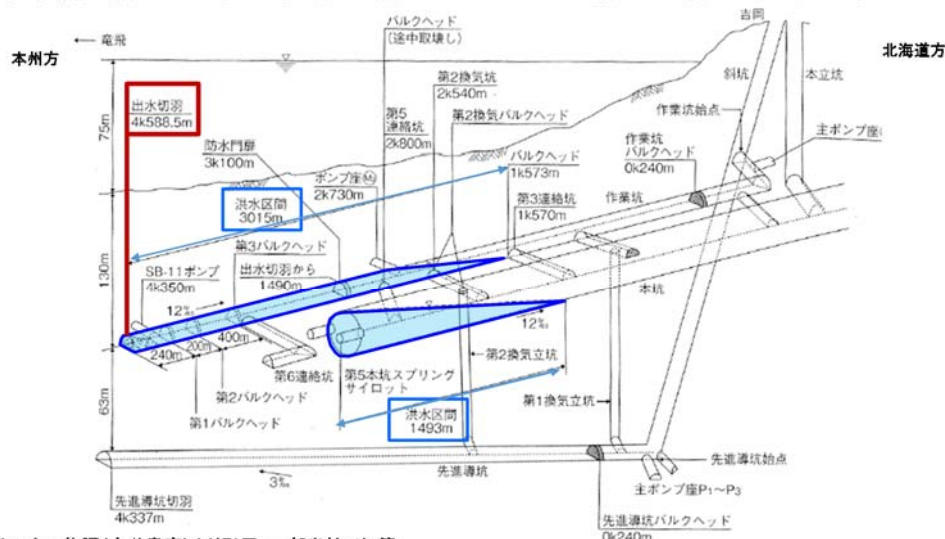 吉岡
← 竜飛
本州方
北海道方
バルクヘッド
(途中取壊し)
斜坑
本立坑
第2換気坑
2k540m
出水切羽
4k588.5m
75m
第5
連絡坑
2k800m
第2換気バルクヘッド
作業坑始点
主ポンプ座
防水門扉
3k100m
作業坑
バルクヘッド
0k240m
バルクヘッド
1k573m
ポンプ座
2k730m
第3連絡坑
1k570m
作業坑
洪水区間
3015m
第3バルクヘッド
出水切羽から
1490m
SB-11ポンプ
4k350m
130m
本坑
12‰
12‰
240m
200m
400m
第2換気立坑
第6連絡坑
第5本坑スプリング
サイロット
第2バルクヘッド
第1バルクヘッド
洪水区間
1493m
第1換気立坑
63m
先進導坑
先進導坑始点
3‰
主ポンプ座P1〜P3
先進導坑切羽
4k337m
先進導坑バルクヘッド
0k240m